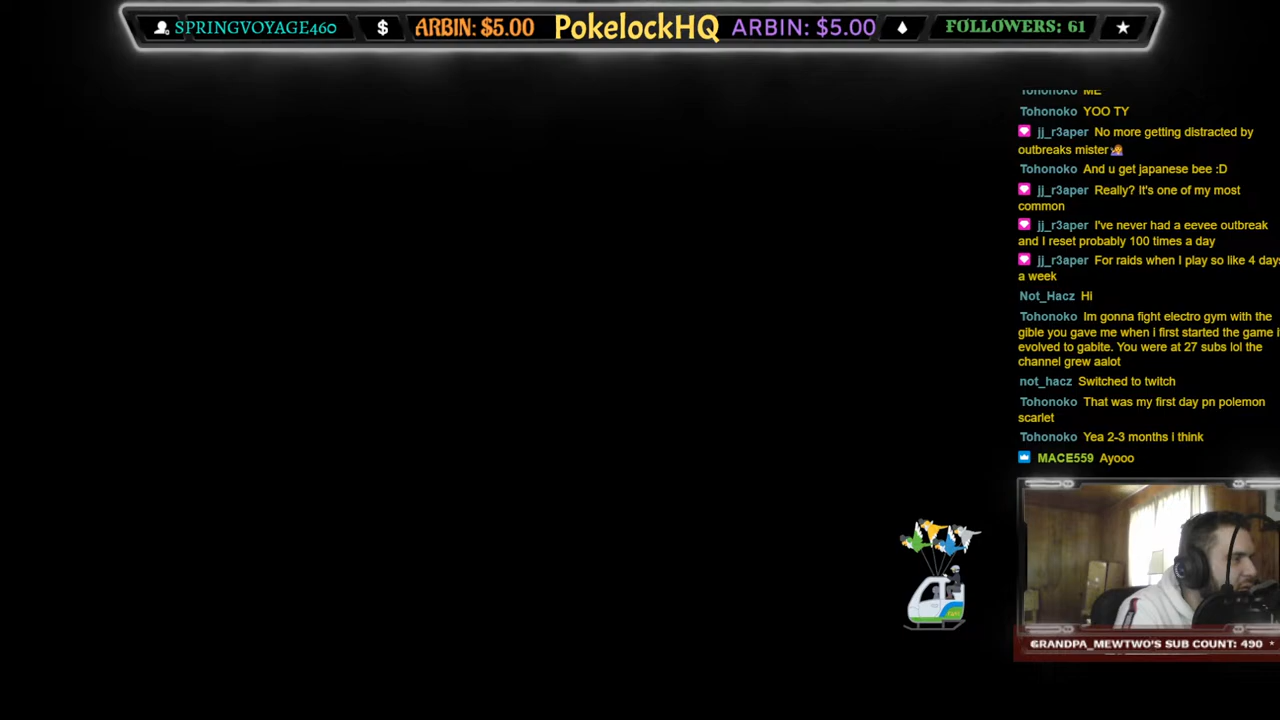 SPRINGVOYAGE460 $ ARBIN: $5.00 PokelockHQ ARBIN: $5.00 FOLLOWERS: 61
Tohonoko ME
Tohonoko YOO TY
jj_r3aper No more getting distracted by
outbreaks mister
Tohonoko And u get japanese bee :D
jj_r3aper Really? It's one of my most
common
jj_r3aper I've never had a eevee outbreak
and I reset probably 100 times a day
jj_r3aper For raids when I play so like 4 days
a week
Not_Hacz Hi
Tohonoko Im gonna fight electro gym with the
gible you gave me when i first started the game i
evolved to gabite. You were at 27 subs lol the
channel grew aalot
not_hacz Switched to twitch
Tohonoko That was my first day pn polemon
scarlet
Tohonoko Yea 2-3 months i think
MACE559 Ayooo
GRANDPA_MEWTWO'S SUB COUNT: 490 *